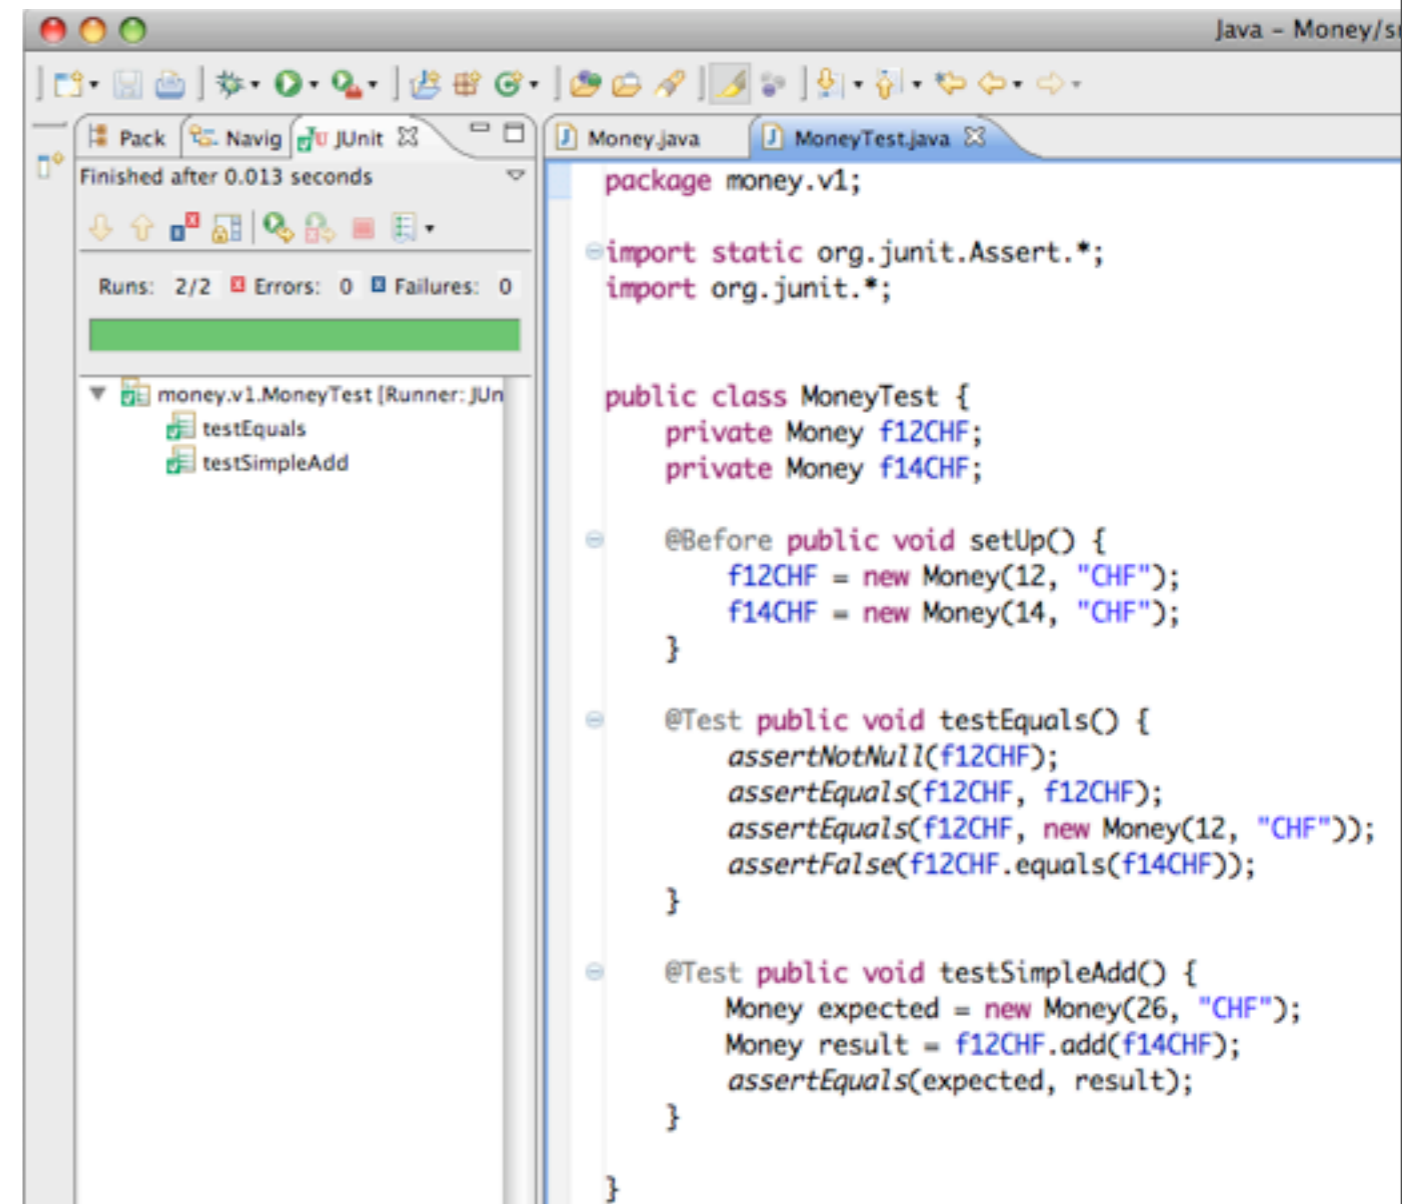 Java – Money/s
Pack
Navig
JUnit
Finished after 0.013 seconds
Runs: 2/2 Errors: 0 Failures: 0
money.v1.MoneyTest [Runner: JUn
testEquals
testSimpleAdd
Money.java
MoneyTest.java
package money.v1;
import static org.junit.Assert.*;
import org.junit.*;
public class MoneyTest {
private Money f12CHF;
private Money f14CHF;
@Before public void setUp() {
f12CHF = new Money(12, "CHF");
f14CHF = new Money(14, "CHF");
}
@Test public void testEquals() {
assertNotNull(f12CHF);
assertEquals(f12CHF, f12CHF);
assertEquals(f12CHF, new Money(12, "CHF"));
assertFalse(f12CHF.equals(f14CHF));
}
@Test public void testSimpleAdd() {
Money expected = new Money(26, "CHF");
Money result = f12CHF.add(f14CHF);
assertEquals(expected, result);
}
}